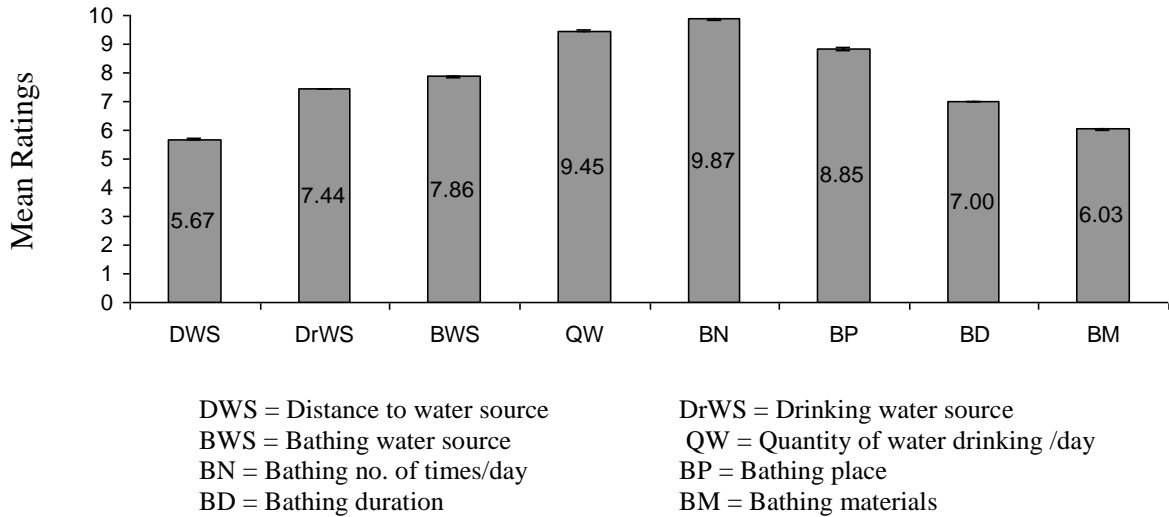 Mean Ratings
10
9
8
7
6
5
4
3
2
1
0
5.67 7.44 7.86 9.45 9.87 8.85 7.00 6.03
DWS DrWS BWS QW BN BP BD BM
DWS = Distance to water source DrWS = Drinking water source
BWS = Bathing water source QW = Quantity of water drinking /day
BN = Bathing no. of times/day BP = Bathing place
BD = Bathing duration BM = Bathing materials